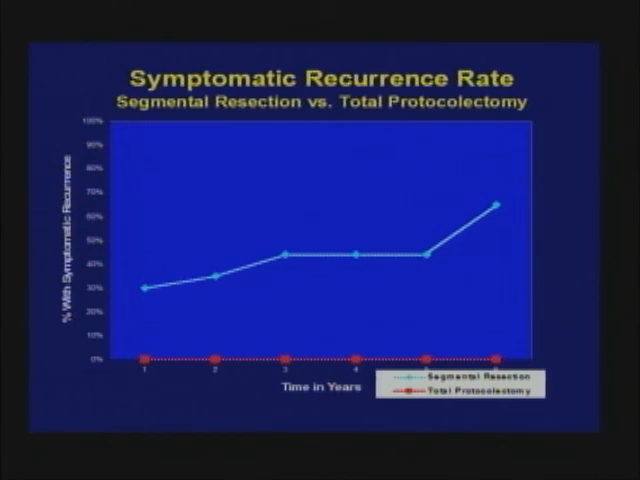 Symptomatic Recurrence Rate
Segmental Resection vs. Total Protocolectomy
% With Symptomatic Recurrence
100%
90%
80%
70%
60%
50%
40%
30%
20%
10%
0%
1 2 3 4 5 6
Time in Years
Segmental Resection
Total Protocolectomy